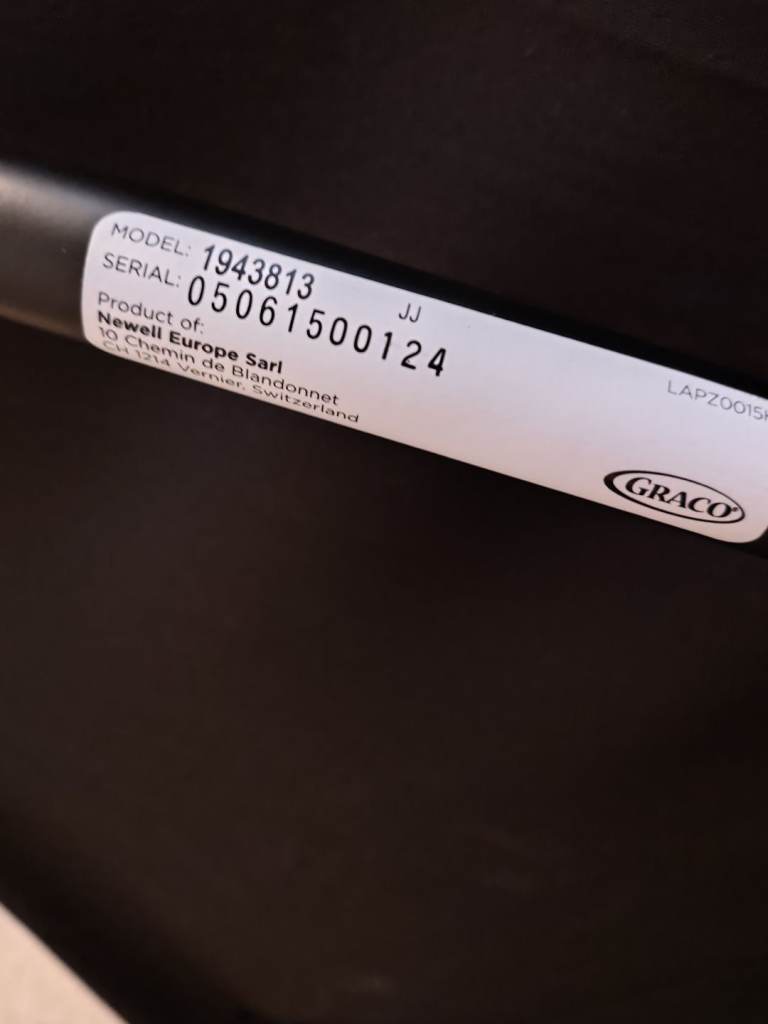 MODEL: 1943813
SERIAL: 05061500124
JJ
Product of:
Newell Europe Sarl
10 Chemin de Blandonnet
CH 1214 Vernier, Switzerland
LAPZ0015
GRACO®